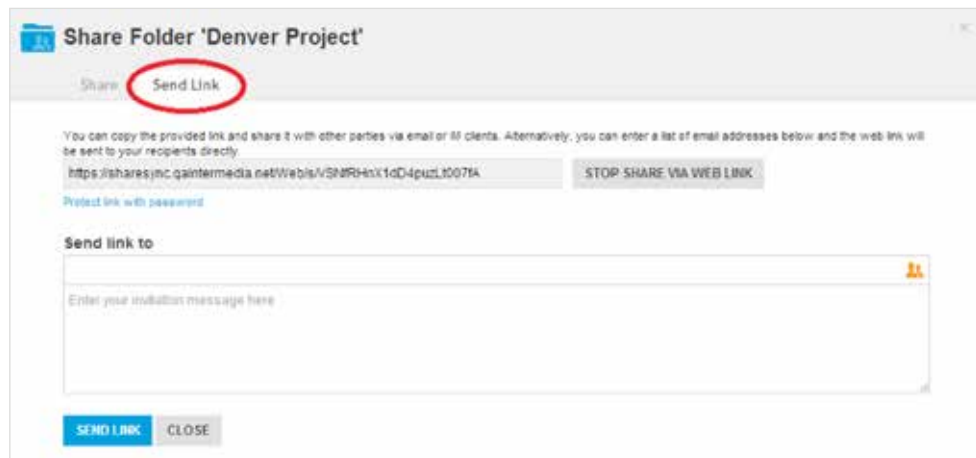 Share Folder 'Denver Project'
Share
Send Link
You can copy the provided link and share it with other parties via email or IM clients. Alternatively, you can enter a list of email addresses below and the web link will
be sent to your recipients directly.
STOP SHARE VIA WEB LINK
Protect link with password
Send link to
Enter your invitation message here
SEND LINK
CLOSE